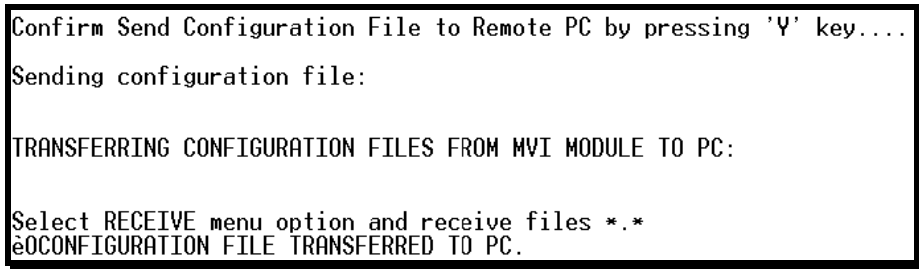 Confirm Send Configuration File to Remote PC by pressing 'Y' key....
Sending configuration file:
TRANSFERRING CONFIGURATION FILES FROM MVI MODULE TO PC:
Select RECEIVE menu option and receive files *.*
èOCONFIGURATION FILE TRANSFERRED TO PC.